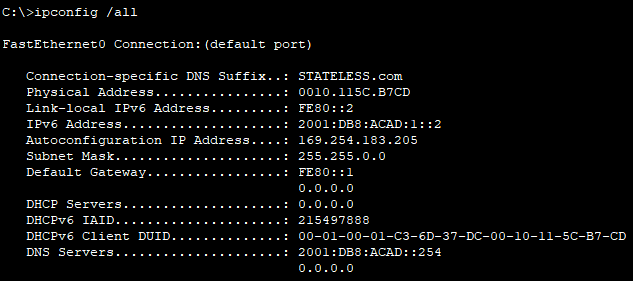 C:\>ipconfig /all
FastEthernet0 Connection:(default port)
Connection-specific DNS Suffix..: STATELESS.com
Physical Address................: 0010.115C.B7CD
Link-local IPv6 Address.........: FE80::2
IPv6 Address....................: 2001:DB8:ACAD:1::2
Autoconfiguration IP Address....: 169.254.183.205
Subnet Mask.....................: 255.255.0.0
Default Gateway.................: FE80::1
0.0.0.0
DHCP Servers....................: 0.0.0.0
DHCPv6 IAID.....................: 215497888
DHCPv6 Client DUID..............: 00-01-00-01-C3-6D-37-DC-00-10-11-5C-B7-CD
DNS Servers.....................: 2001:DB8:ACAD::254
0.0.0.0